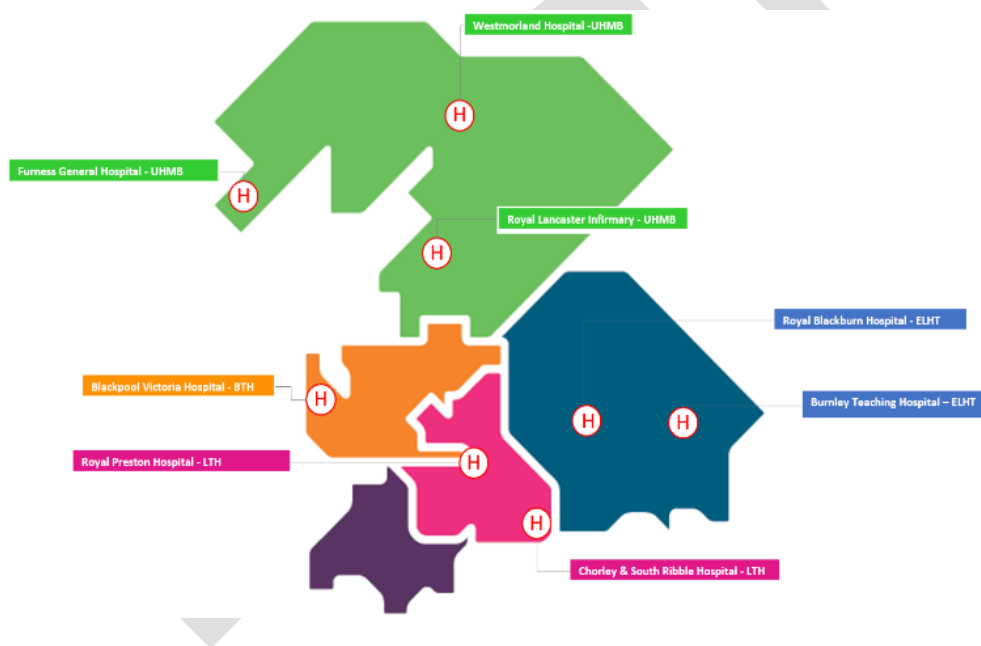 Westmorland Hospital -UHMB
H
Furness General Hospital - UHMB
H
Royal Lancaster Infirmary - UHMB
H
Royal Blackburn Hospital - ELHT
Blackpool Victoria Hospital - BTH
H
Burnley Teaching Hospital – ELHT
H
H
Royal Preston Hospital - LTH
H
H
Chorley & South Ribble Hospital - LTH